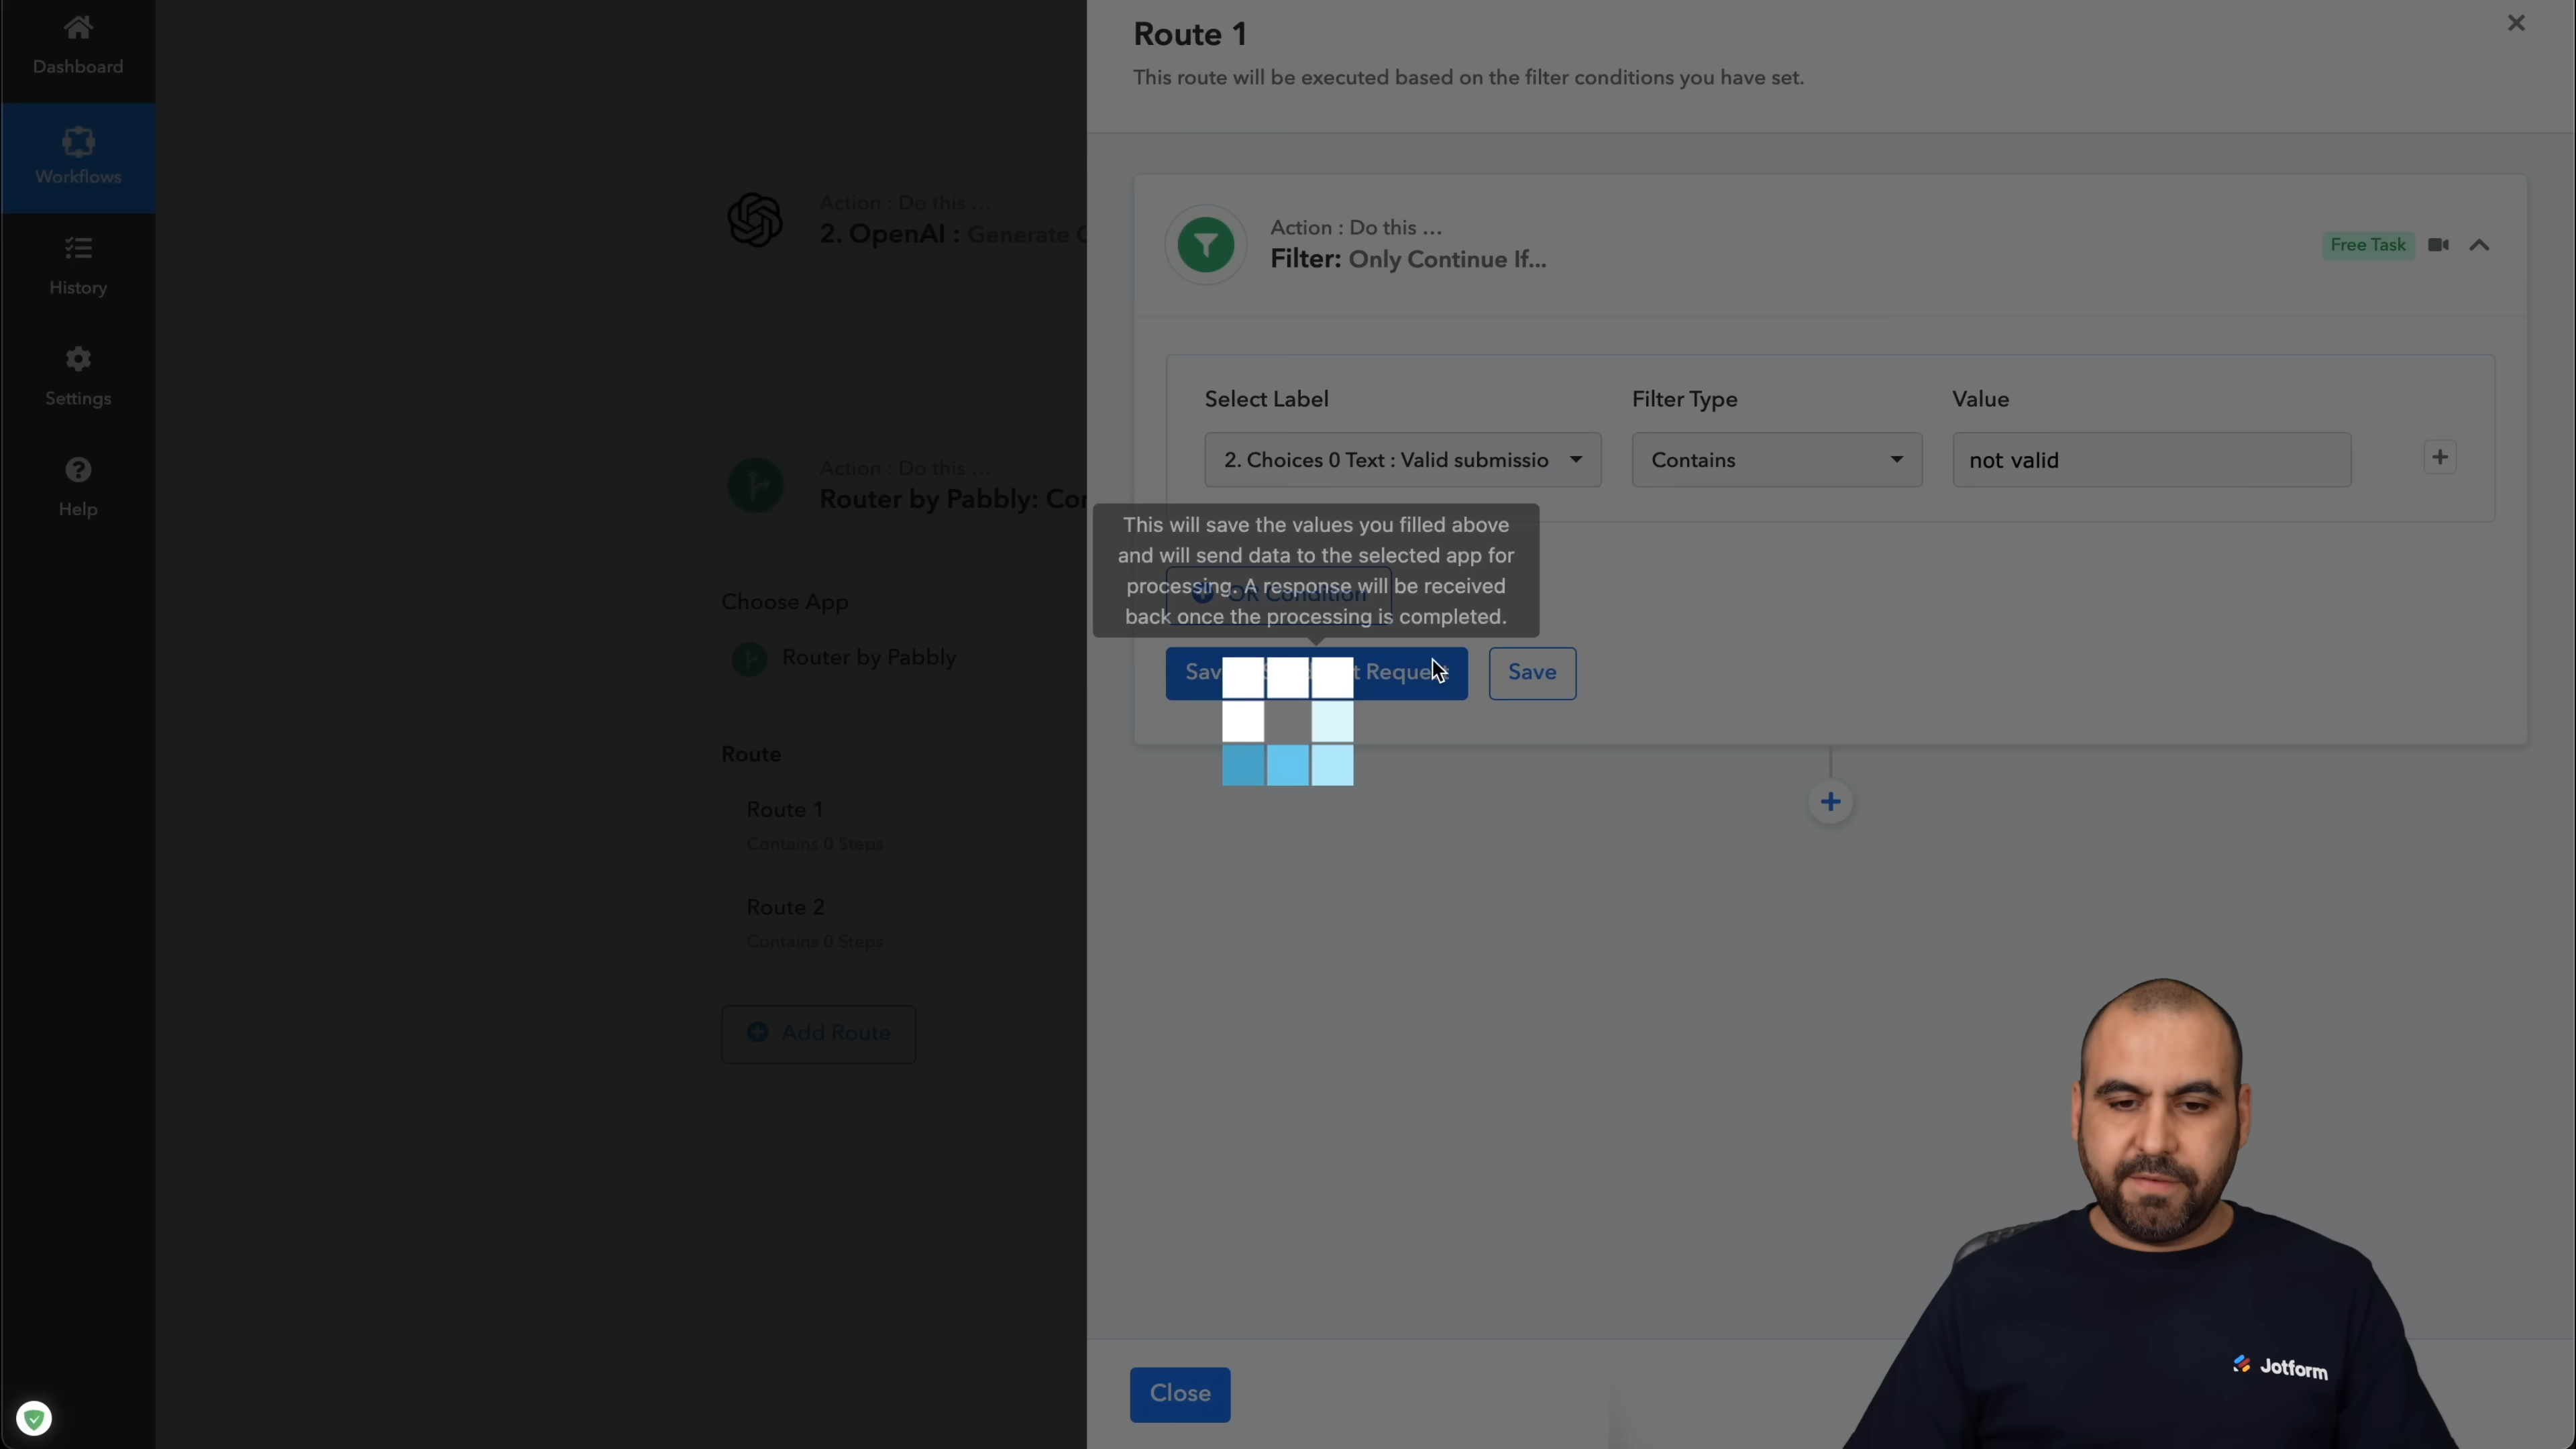 Dashboard
Workflows
History
Settings
Help
Action : Do this ...
2. OpenAI : Generate
Action : Do this ...
Router by Pabbly:
Choose App
Router by Pabbly
Route
Route 1
Contains 0 Steps
Route 2
Contains 0 Steps
Add Route
Route 1
This route will be executed based on the filter conditions you have set.
Action : Do this ...
Filter: Only Continue If...
Free Task
Select Label
Filter Type
Value
2. Choices 0 Text : Valid submissio
Contains
not valid
This will save the values you filled above
and will send data to the selected app for
processing. A response will be received
back once the processing is completed.
OR Condition
Save
Close
Jotform